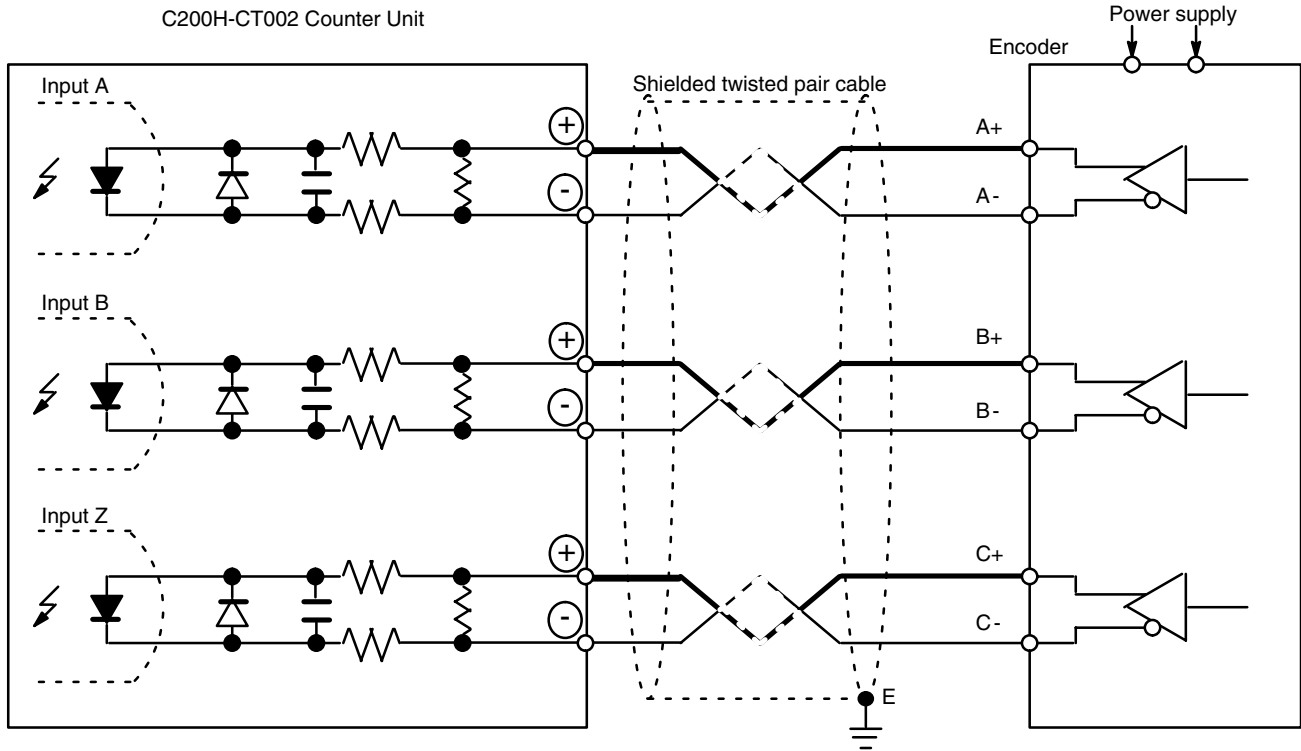 C200H-CT002 Counter Unit
Power supply
Encoder
Input A
Shielded twisted pair cable
+
A+
-
A-
Input B
+
B+
-
B-
Input Z
+
C+
-
C-
E